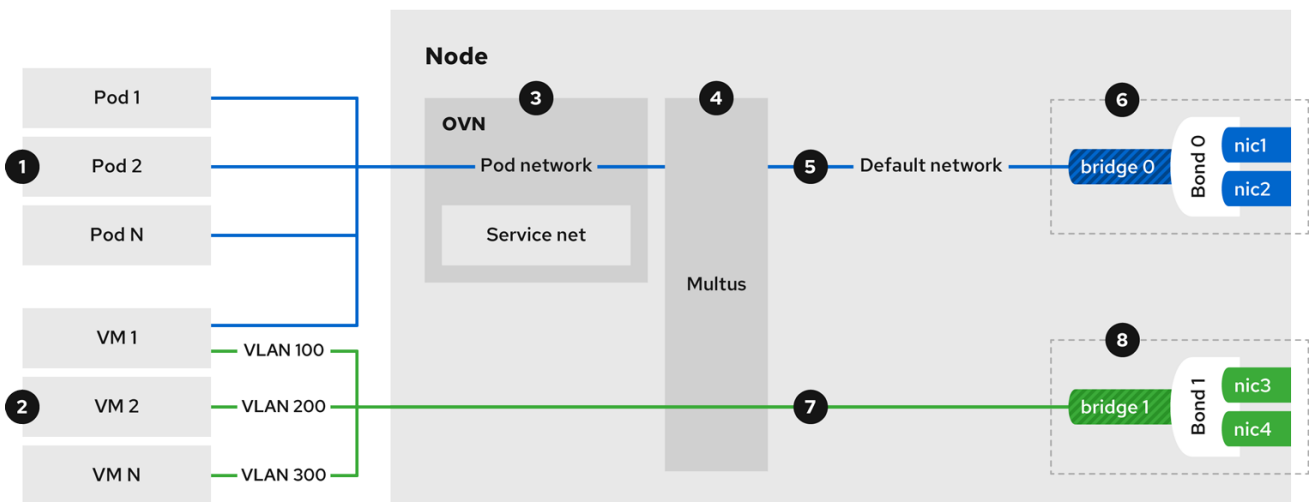 Node
3
4
6
Pod 1
OVN
nic1
1
Pod 2
Pod network
5
Default network
bridge 0
Bond 0
nic2
Pod N
Service net
Multus
VM 1
VLAN 100
8
nic3
2
VM 2
VLAN 200
7
bridge 1
Bond 1
nic4
VM N
VLAN 300